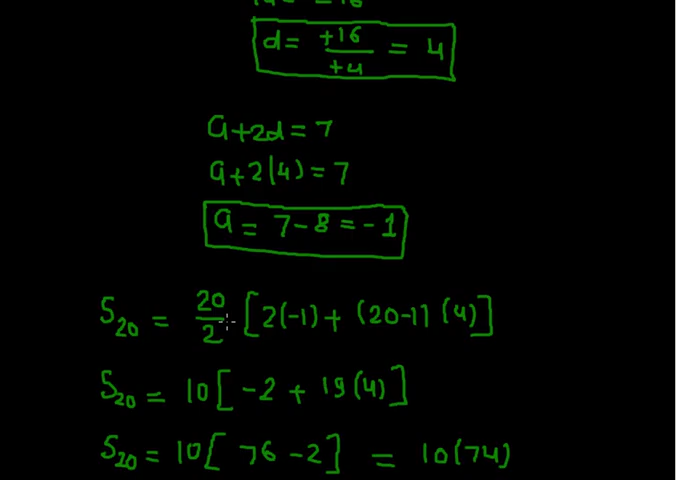 d = +16/+4 = 4
a+2d = 7
a+2(4) = 7
a = 7-8 = -1
S20 = 20/2 [2(-1) + (20-1) (4)]
S20 = 10[ -2 + 19(4) ]
S20 = 10[ 76 -2 ] = 10(74)